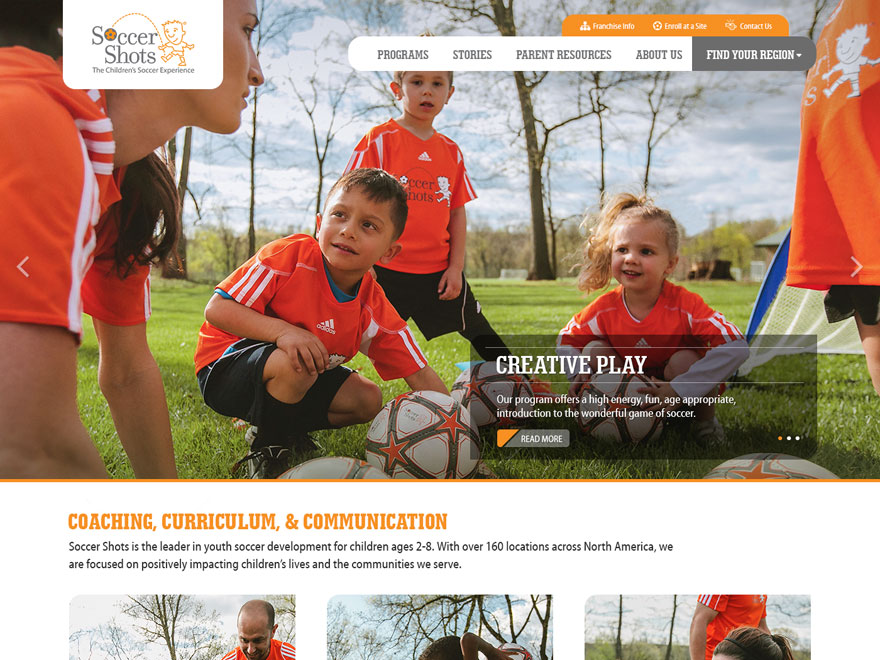 Soccer
Shots
The Children's Soccer Experience
Franchise Info
Enroll at a Site
Contact Us
PROGRAMS
STORIES
PARENT RESOURCES
ABOUT US
FIND YOUR REGION
adidas
Soccer
Shots
CREATIVE PLAY
Our program offers a high energy, fun, age appropriate,
introduction to the wonderful game of soccer.
READ MORE
COACHING, CURRICULUM, & COMMUNICATION
Soccer Shots is the leader in youth soccer development for children ages 2-8. With over 160 locations across North America, we
are focused on positively impacting children's lives and the communities we serve.